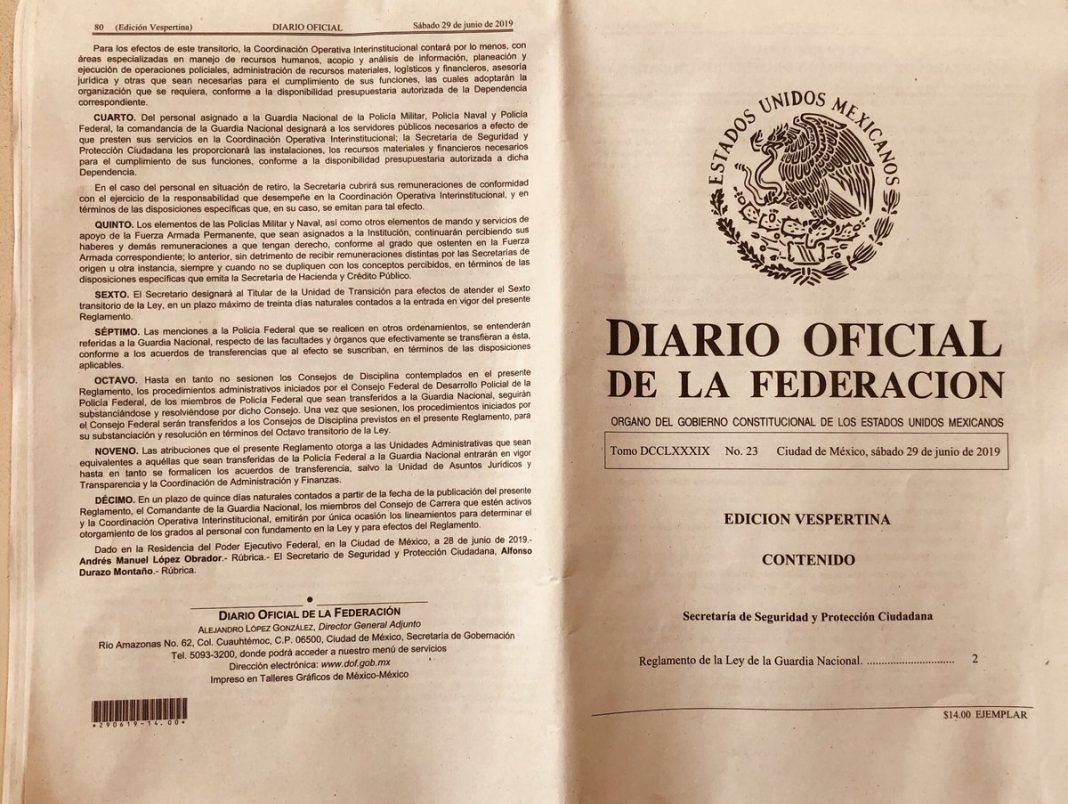 80 (Edición Vespertina) DIARIO OFICIAL Sábado 29 de junio de 2019
Para los efectos de este transitorio, la Coordinación Operativa Interinstitucional contará por lo menos, con
áreas especializadas en manejo de recursos humanos, acopio y análisis de información, planeación y
ejecución de operaciones policiales, administración de recursos materiales, logísticos y financieros, asesoría
jurídica y otras que sean necesarias para el cumplimiento de sus funciones, las cuales adoptarán la
organización que se requiera, conforme a la disponibilidad presupuestaria autorizada de la Dependencia
correspondiente.
CUARTO. Del personal asignado a la Guardia Nacional de la Policía Militar, Policía Naval y Policía
Federal, la comandancia de la Guardia Nacional designará a los servidores públicos necesarios a efecto de
que presten sus servicios en la Coordinación Operativa Interinstitucional; la Secretaría de Seguridad y
Protección Ciudadana les proporcionará las instalaciones, los recursos materiales y financieros necesarios
para el cumplimiento de sus funciones, conforme a la disponibilidad presupuestaria autorizada a dicha
Dependencia.
En el caso del personal en situación de retiro, la Secretaría cubrirá sus remuneraciones de conformidad
con el ejercicio de la responsabilidad que desempeñe en la Coordinación Operativa Interinstitucional, y en
términos de las disposiciones específicas que, en su caso, se emitan para tal efecto.
QUINTO. Los elementos de las Policías Militar y Naval, así como otros elementos de mando y servicios de
apoyo de la Fuerza Armada Permanente, que sean asignados a la Institución, continuarán percibiendo sus
haberes y demás remuneraciones a que tengan derecho, conforme al grado que ostenten en la Fuerza
Armada correspondiente; lo anterior, sin detrimento de recibir remuneraciones distintas por las Secretarías de
origen u otra instancia, siempre y cuando no se dupliquen con los conceptos percibidos, en términos de las
disposiciones específicas que emita la Secretaría de Hacienda y Crédito Público.
SEXTO. El Secretario designará al Titular de la Unidad de Transición para efectos de atender el Sexto
transitorio de la Ley, en un plazo máximo de treinta días naturales contados a la entrada en vigor del presente
Reglamento.
SÉPTIMO. Las menciones a la Policía Federal que se realicen en otros ordenamientos, se entenderán
referidas a la Guardia Nacional, respecto de las facultades y órganos que efectivamente se transfieran a ésta,
conforme a los acuerdos de transferencias que al efecto se suscriban, en términos de las disposiciones
aplicables.
OCTAVO. Hasta en tanto no sesionen los Consejos de Disciplina contemplados en el presente
Reglamento, los procedimientos administrativos iniciados por el Consejo Federal de Desarrollo Policial de la
Policía Federal, de los miembros de Policía Federal que sean transferidos a la Guardia Nacional, seguirán
substanciándose y resolviéndose por dicho Consejo. Una vez que sesionen, los procedimientos iniciados por
el Consejo Federal serán transferidos a los Consejos de Disciplina previstos en el presente Reglamento, para
su substanciación y resolución en términos del Octavo transitorio de la Ley.
NOVENO. Las atribuciones que el presente Reglamento otorga a las Unidades Administrativas que sean
equivalentes a aquéllas que sean transferidas de la Policía Federal a la Guardia Nacional entrarán en vigor
hasta en tanto se formalicen los acuerdos de transferencia, salvo la Unidad de Asuntos Jurídicos y
Transparencia y la Coordinación de Administración y Finanzas.
DÉCIMO. En un plazo de quince días naturales contados a partir de la fecha de la publicación del presente
Reglamento, el Comandante de la Guardia Nacional, los miembros del Consejo de Carrera que estén activos
y la Coordinación Operativa Interinstitucional, emitirán por única ocasión los lineamientos para determinar el
otorgamiento de los grados al personal con fundamento en la Ley y para efectos del Reglamento.
Dado en la Residencia del Poder Ejecutivo Federal, en la Ciudad de México, a 28 de junio de 2019.-
Andrés Manuel López Obrador.- Rúbrica.- El Secretario de Seguridad y Protección Ciudadana, Alfonso
Durazo Montaño.- Rúbrica.
DIARIO OFICIAL DE LA FEDERACIÓN
ALEJANDRO LÓPEZ GONZÁLEZ, Director General Adjunto
Río Amazonas No. 62, Col. Cuauhtémoc, C.P. 06500, Ciudad de México, Secretaría de Gobernación
Tel. 5093-3200, donde podrá acceder a nuestro menú de servicios
Dirección electrónica: www.dof.gob.mx
Impreso en Talleres Gráficos de México-México
*290619-14.00*
ESTADOS UNIDOS MEXICANOS
DIARIO OFICIAL
DE LA FEDERACION
ORGANO DEL GOBIERNO CONSTITUCIONAL DE LOS ESTADOS UNIDOS MEXICANOS
Tomo DCCLXXXIX No. 23 Ciudad de México, sábado 29 de junio de 2019
EDICION VESPERTINA
CONTENIDO
Secretaría de Seguridad y Protección Ciudadana
Reglamento de la Ley de la Guardia Nacional. ............................ 2
$14.00 EJEMPLAR